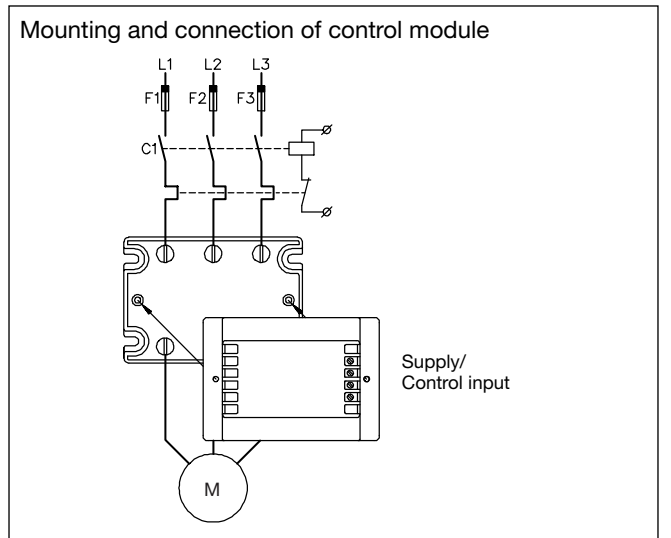 Mounting and connection of control module
L1 L2 L3
F1 F2 F3
C1
Supply/
Control input
M